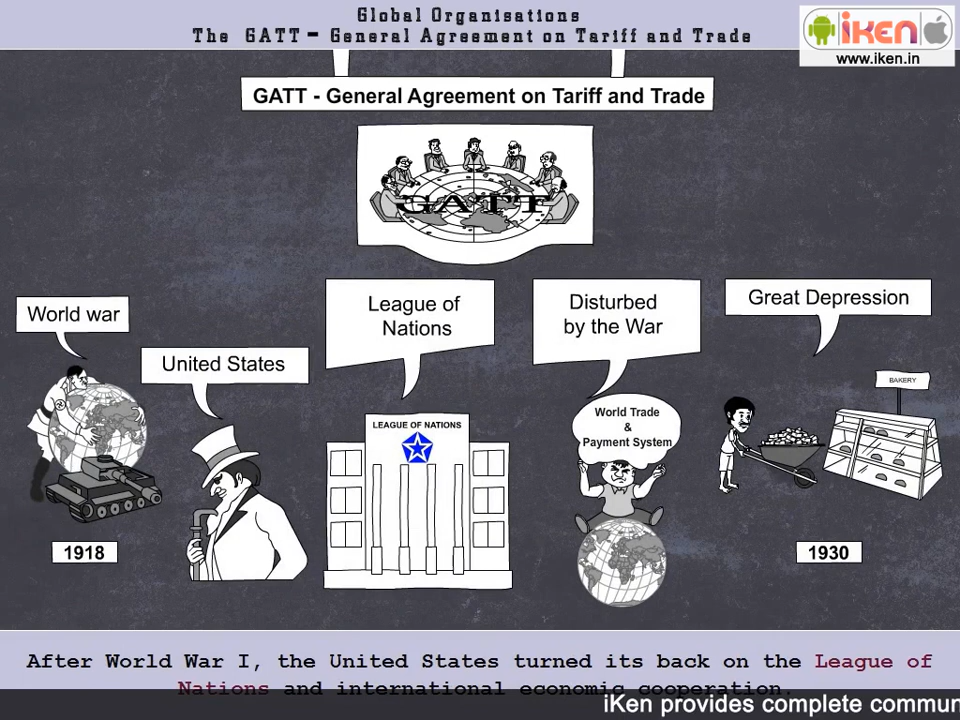 Global Organisations
The GATT - General Agreement on Tariff and Trade
iKEN
www.iken.in
GATT - General Agreement on Tariff and Trade
GATT
World war
United States
League of
Nations
Disturbed
by the War
Great Depression
BAKERY
LEAGUE OF NATIONS
World Trade
&
Payment System
1918
1930
After World War I, the United States turned its back on the League of
Nations and international economic cooperation.
iKen provides complete commun